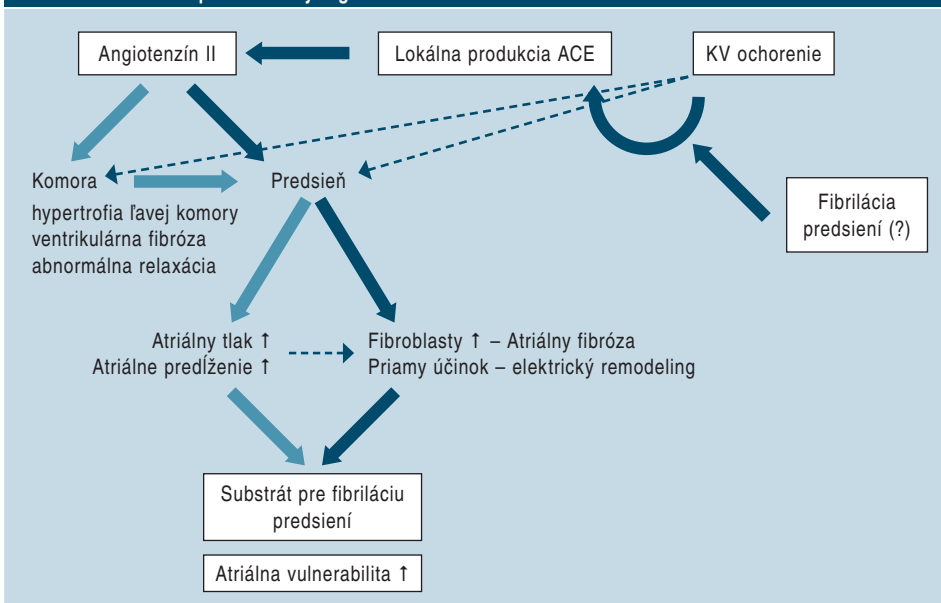 Angiotenzín II
Lokálna produkcia ACE
KV ochorenie
Komora
Predsieň
hypertrofia ľavej komory
ventrikulárna fibróza
abnormálna relaxácia
Fibrilácia
predsiení (?)
Atriálny tlak ↑
Atriálne predĺženie ↑
Fibroblasty ↑ – Atriálny fibróza
Priamy účinok – elektrický remodeling
Substrát pre fibriláciu
predsiení
Atriálna vulnerabilita ↑